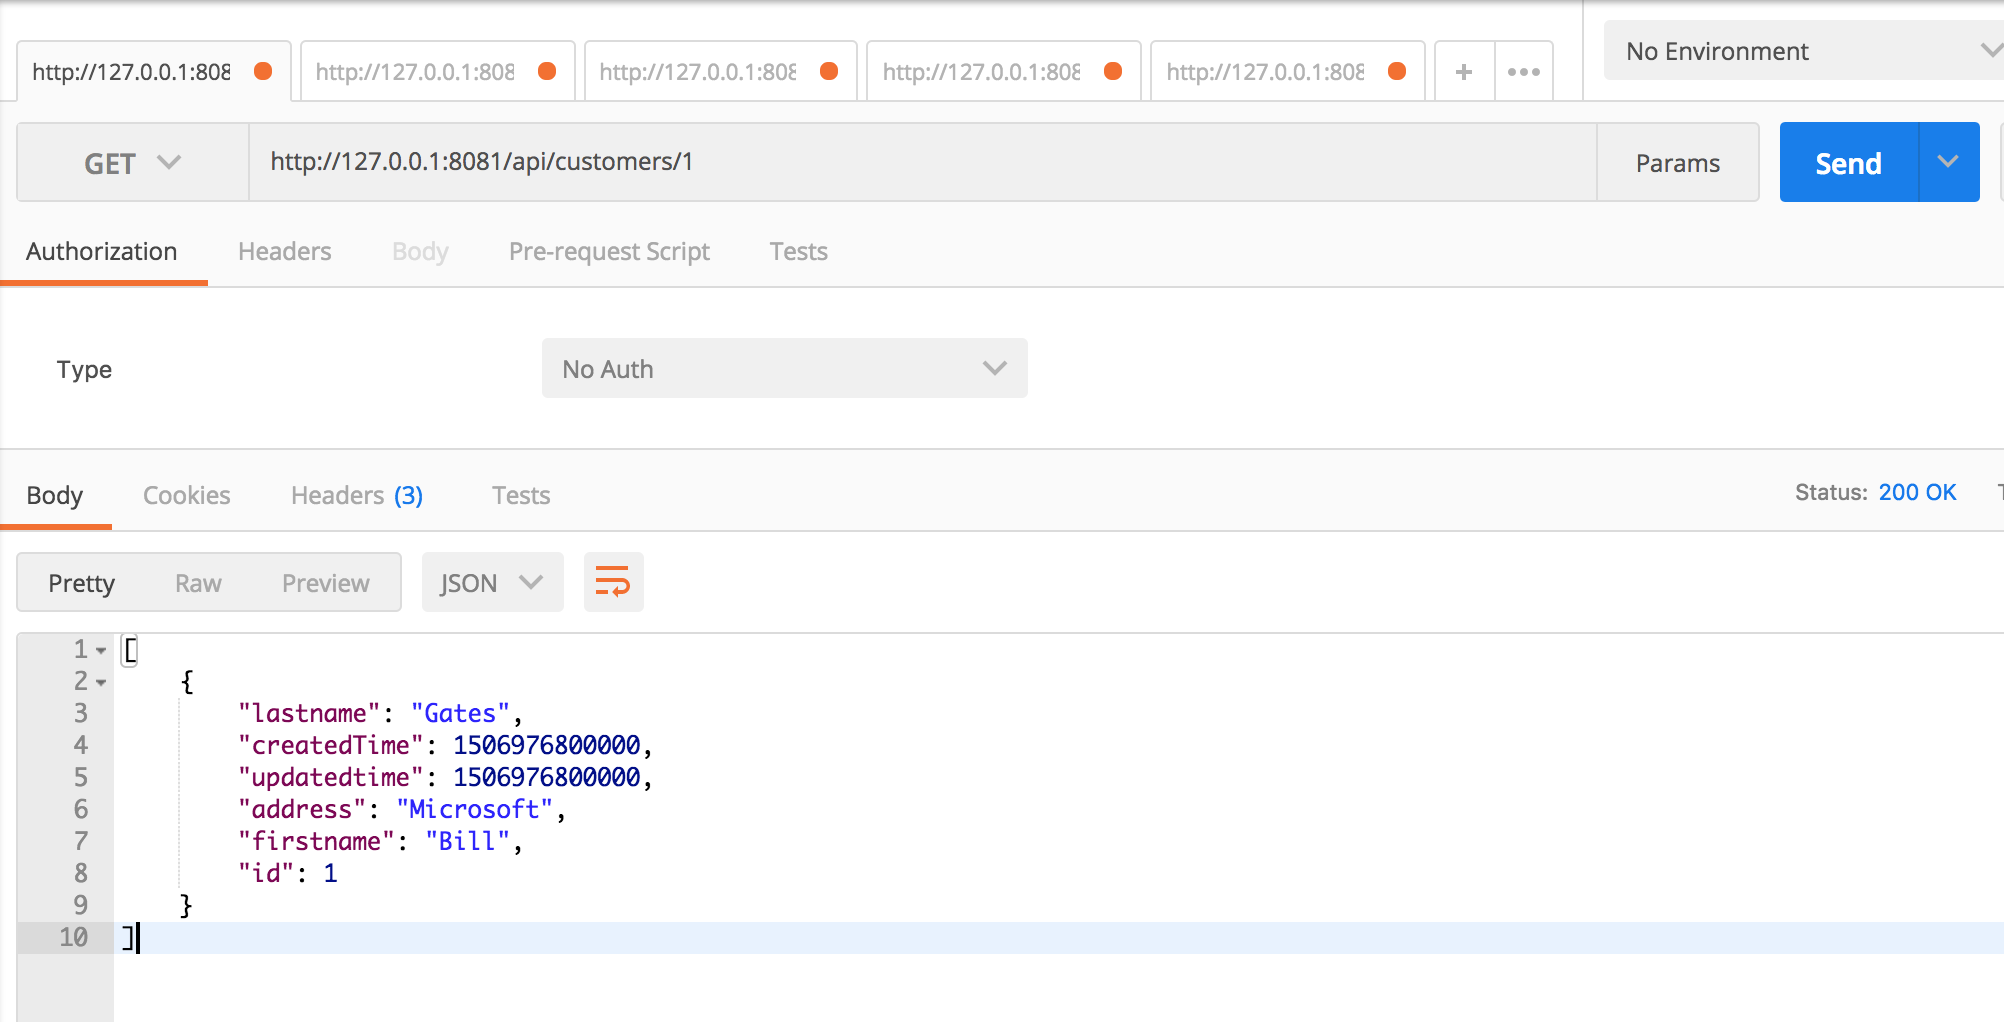 http://127.0.0.1:808 http://127.0.0.1:808 http://127.0.0.1:808 http://127.0.0.1:808 http://127.0.0.1:808 + ••• No Environment
GET http://127.0.0.1:8081/api/customers/1 Params Send
Authorization Headers Body Pre-request Script Tests
Type No Auth
Body Cookies Headers (3) Tests Status: 200 OK
Pretty Raw Preview JSON
1 [
2 {
3 "lastname": "Gates",
4 "createdTime": 1506976800000,
5 "updatedtime": 1506976800000,
6 "address": "Microsoft",
7 "firstname": "Bill",
8 "id": 1
9 }
10 ]